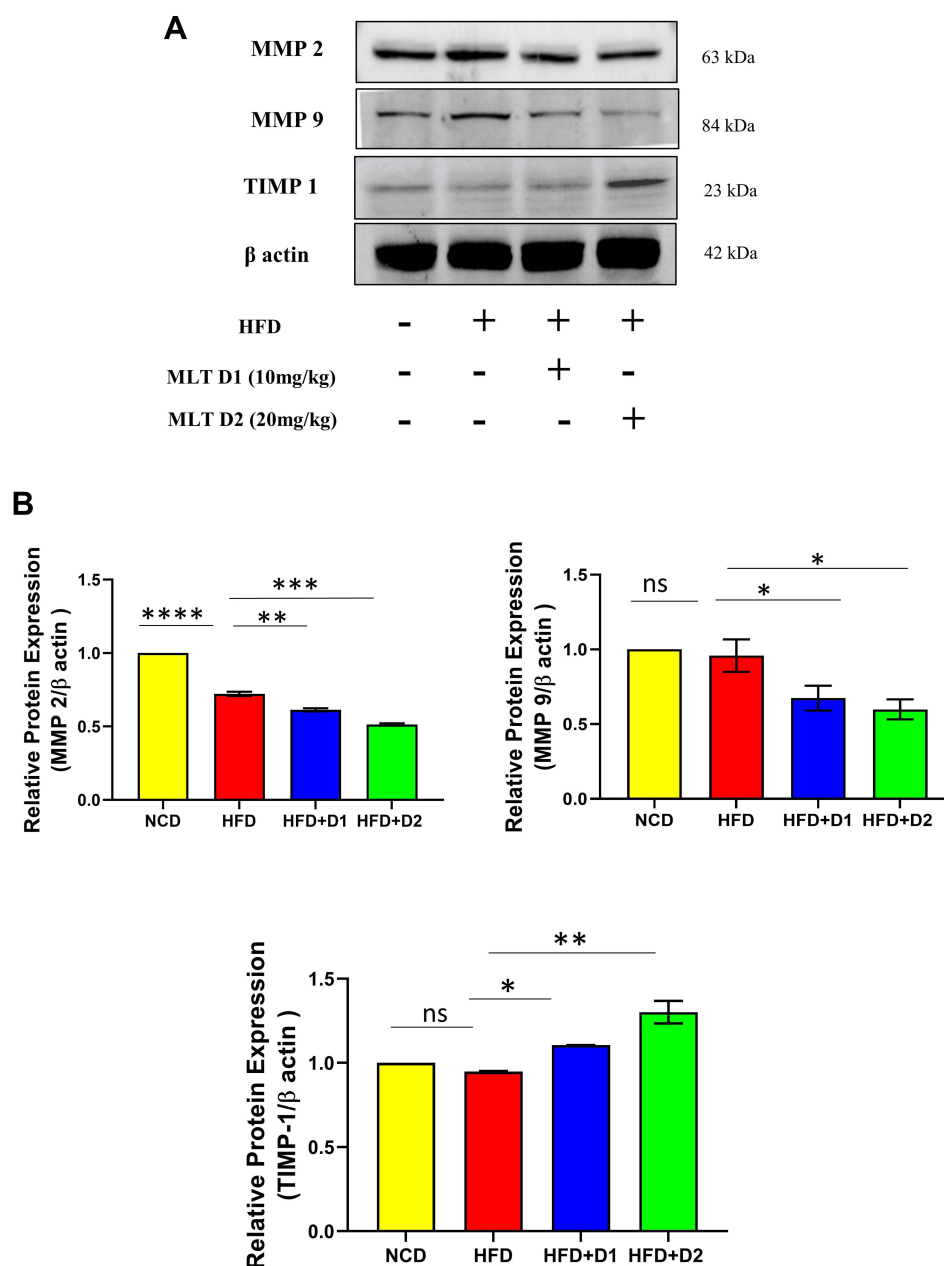 A
MMP 2
63 kDa
MMP 9
84 kDa
TIMP 1
23 kDa
β actin
42 kDa
HFD - + + +
MLT D1 (10mg/kg) - - + -
MLT D2 (20mg/kg) - - - +
B
Relative Protein Expression
(MMP 2/β actin )
1.5
1.0
0.5
0.0
****
***
**
NCD HFD HFD+D1 HFD+D2
Relative Protein Expression
(MMP 9/β actin )
1.5
1.0
0.5
0.0
ns
*
*
NCD HFD HFD+D1 HFD+D2
Relative Protein Expression
(TIMP-1/β actin )
1.5
1.0
0.5
0.0
ns
*
**
NCD HFD HFD+D1 HFD+D2